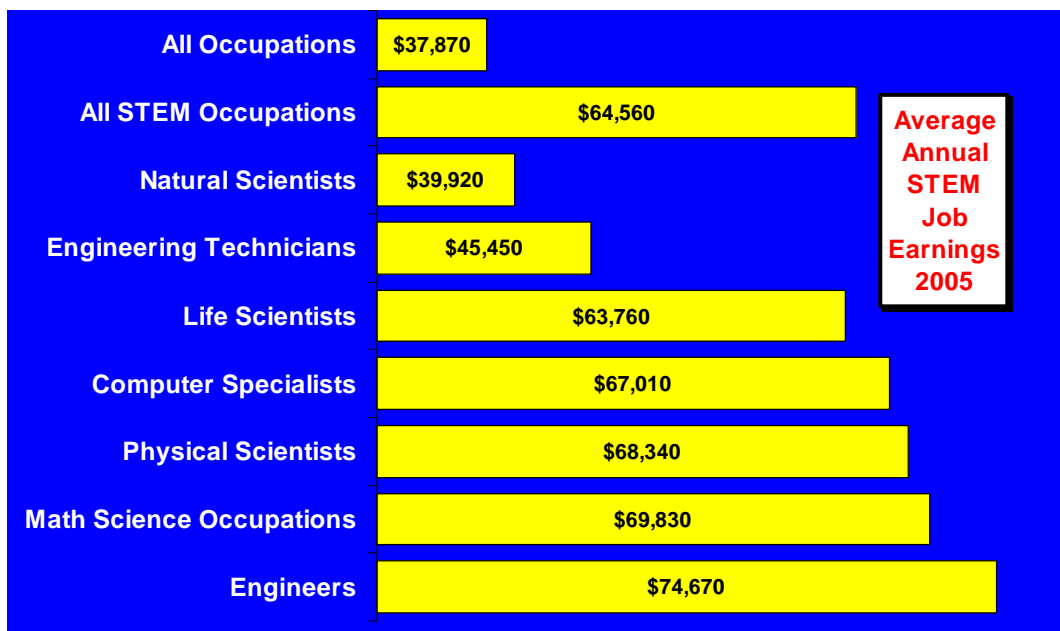 All Occupations $37,870
All STEM Occupations $64,560
Natural Scientists $39,920
Engineering Technicians $45,450
Life Scientists $63,760
Computer Specialists $67,010
Physical Scientists $68,340
Math Science Occupations $69,830
Engineers $74,670
Average
Annual
STEM
Job
Earnings
2005